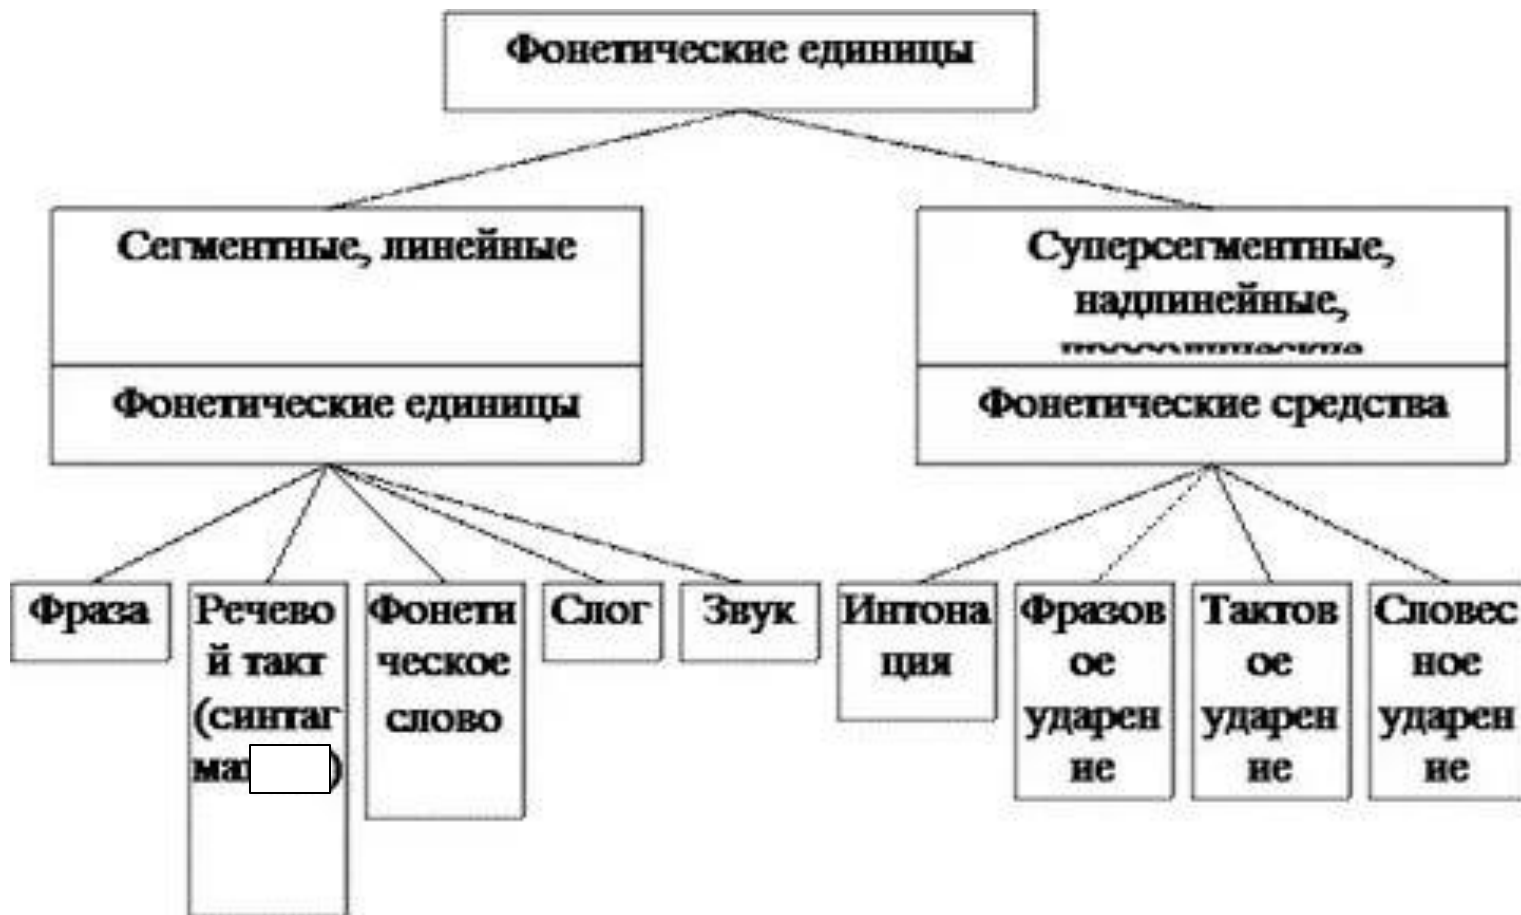 Фонетические единицы
Сегментные, линейные
Суперсегментные,
надлинейные,
Фонетические единицы
Фонетические средства
Фраза
Речево
й такт
(синтаг
ма )
Фонети
ческое
слово
Слог
Звук
Интона
ция
Фразов
ое
ударен
ие
Тактов
ое
ударен
ие
Словес
ное
ударен
ие